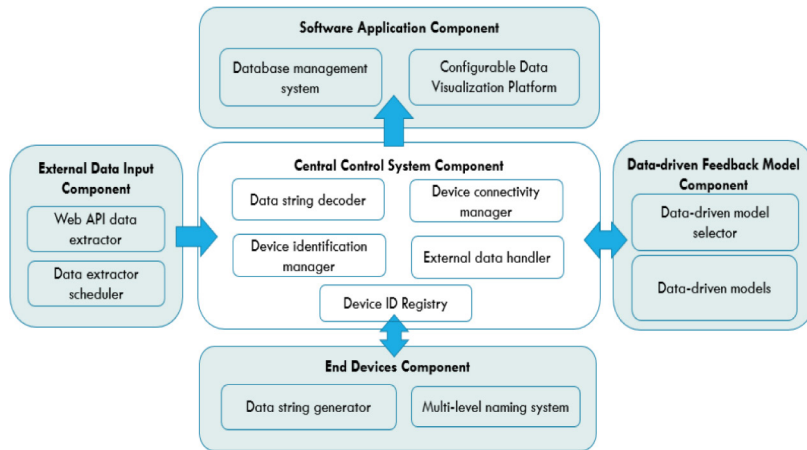 Software Application Component
Database management
system
Configurable Data
Visualization Platform
External Data Input
Component
Web API data
extractor
Data extractor
scheduler
Central Control System Component
Data string decoder
Device connectivity
manager
Device identification
manager
External data handler
Device ID Registry
Data-driven Feedback Model
Component
Data-driven model
selector
Data-driven models
End Devices Component
Data string generator
Multi-level naming system